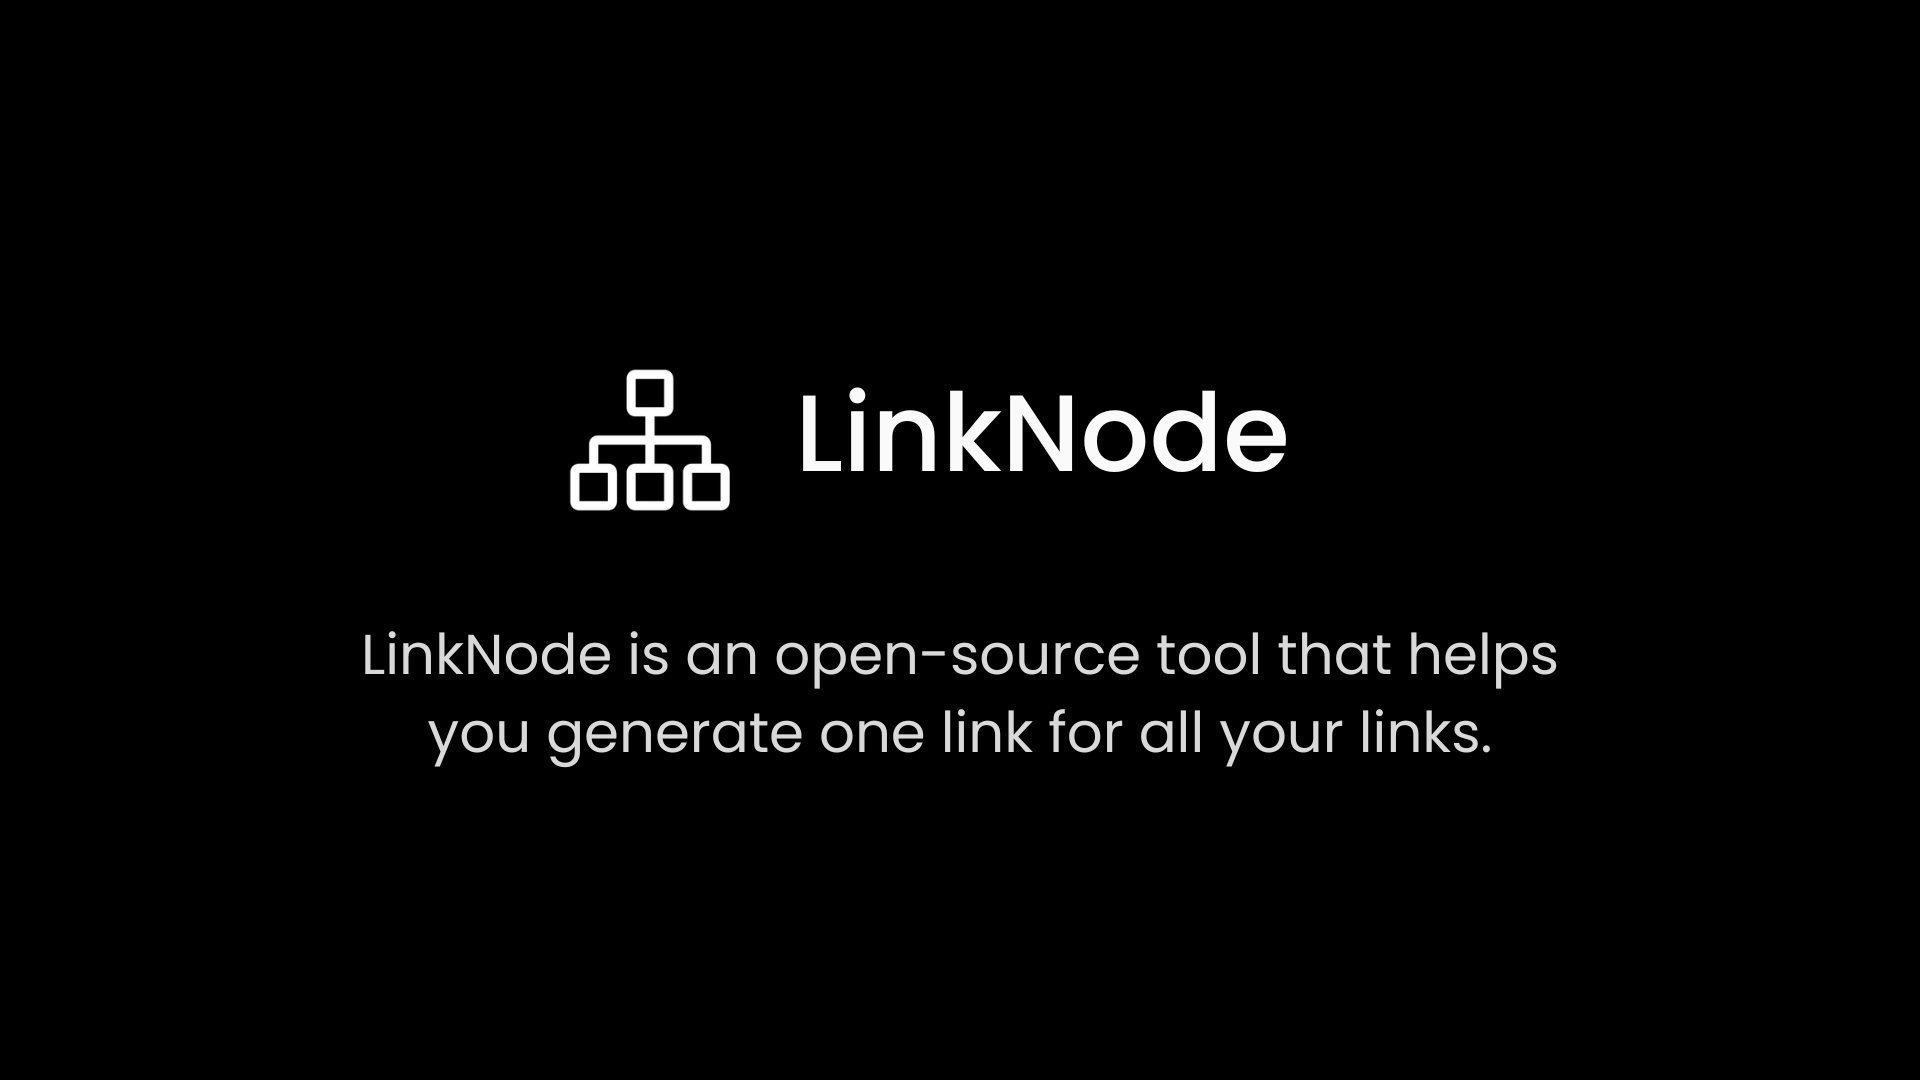 LinkNode
LinkNode is an open-source tool that helps
you generate one link for all your links.